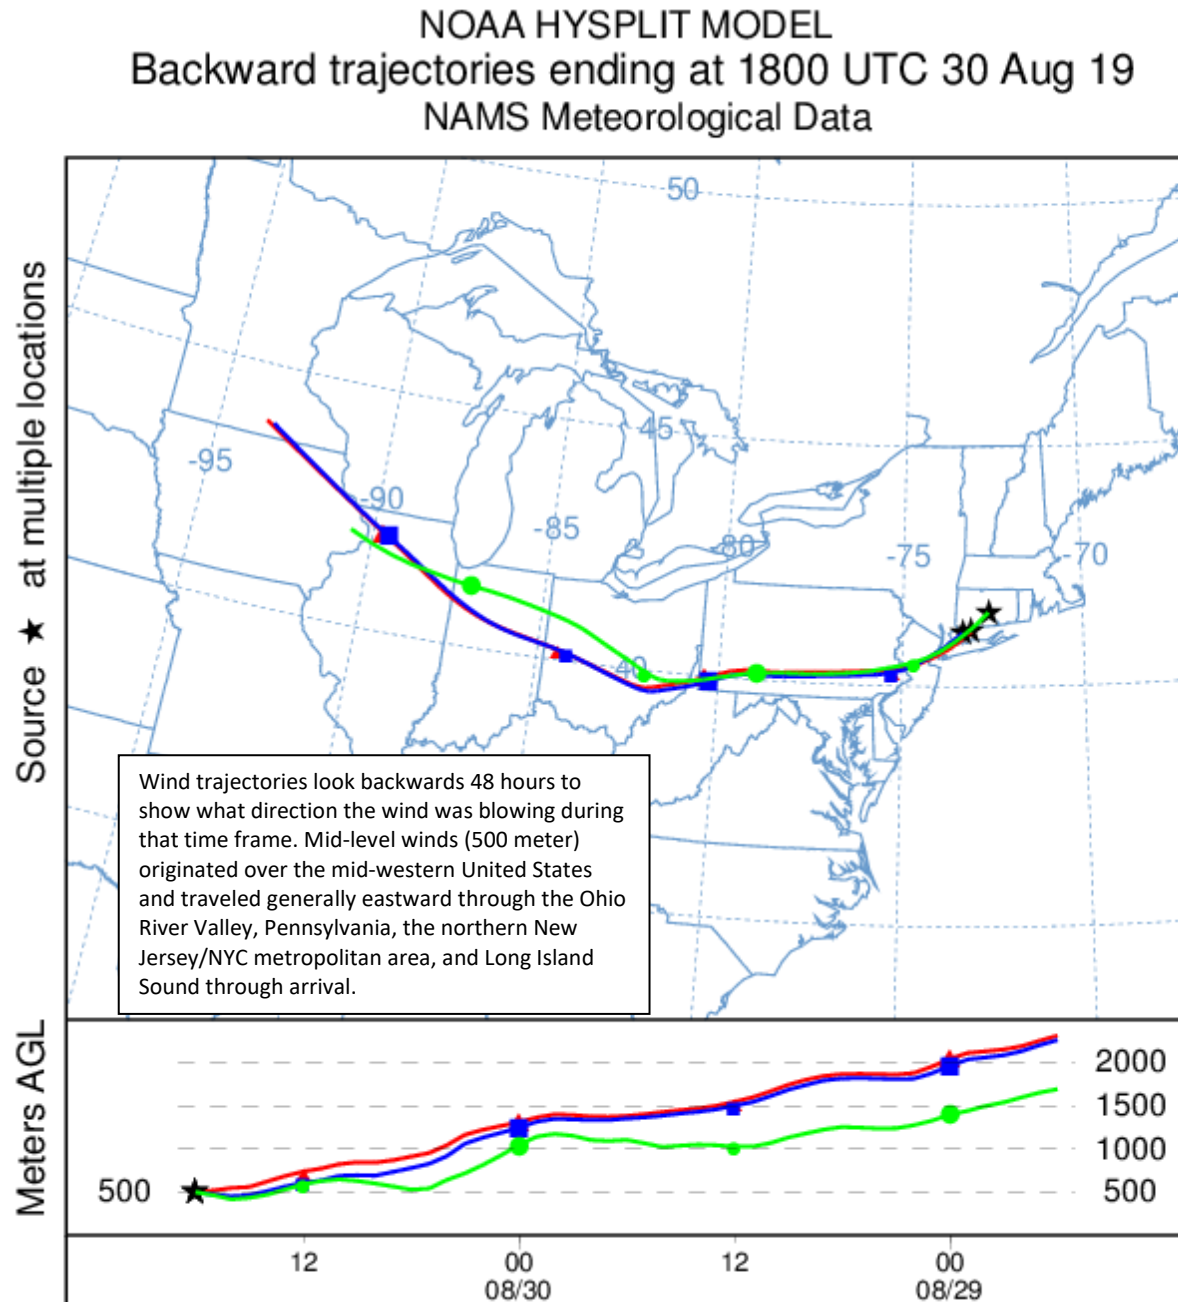 NOAA HYSPLIT MODEL
Backward trajectories ending at 1800 UTC 30 Aug 19
NAMS Meteorological Data
Source ★ at multiple locations
50
45
-95
-90
-85
-80
-75
-70
40
Wind trajectories look backwards 48 hours to
show what direction the wind was blowing during
that time frame. Mid-level winds (500 meter)
originated over the mid-western United States
and traveled generally eastward through the Ohio
River Valley, Pennsylvania, the northern New
Jersey/NYC metropolitan area, and Long Island
Sound through arrival.
Meters AGL
500
2000
1500
1000
500
12 00 12 00
08/30 08/29